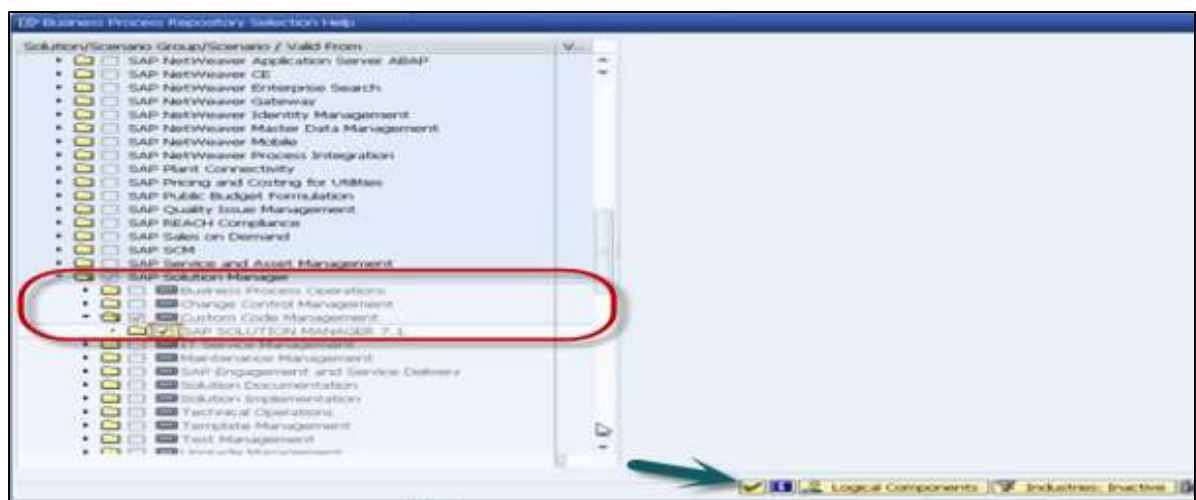 Business Process Repository Selection Help
Solution/Scenario Group/Scenario / Valid From V...
SAP NetWeaver Application Server ABAP
SAP NetWeaver CE
SAP NetWeaver Enterprise Search
SAP NetWeaver Gateway
SAP NetWeaver Identity Management
SAP NetWeaver Master Data Management
SAP NetWeaver Mobile
SAP NetWeaver Process Integration
SAP Plant Connectivity
SAP Pricing and Costing for Utilities
SAP Public Budget Formulation
SAP Quality Issue Management
SAP REACH Compliance
SAP Sales on Demand
SAP SCM
SAP Service and Asset Management
SAP Solution Manager
Business Process Operations
Change Control Management
Custom Code Management
SAP SOLUTION MANAGER 7.1
IT Service Management
Maintenance Management
SAP Engagement and Service Delivery
Solution Documentation
Solution Implementation
Technical Operations
Template Management
Test Management
Upgrade Management
Logical Components Industries: Inactive